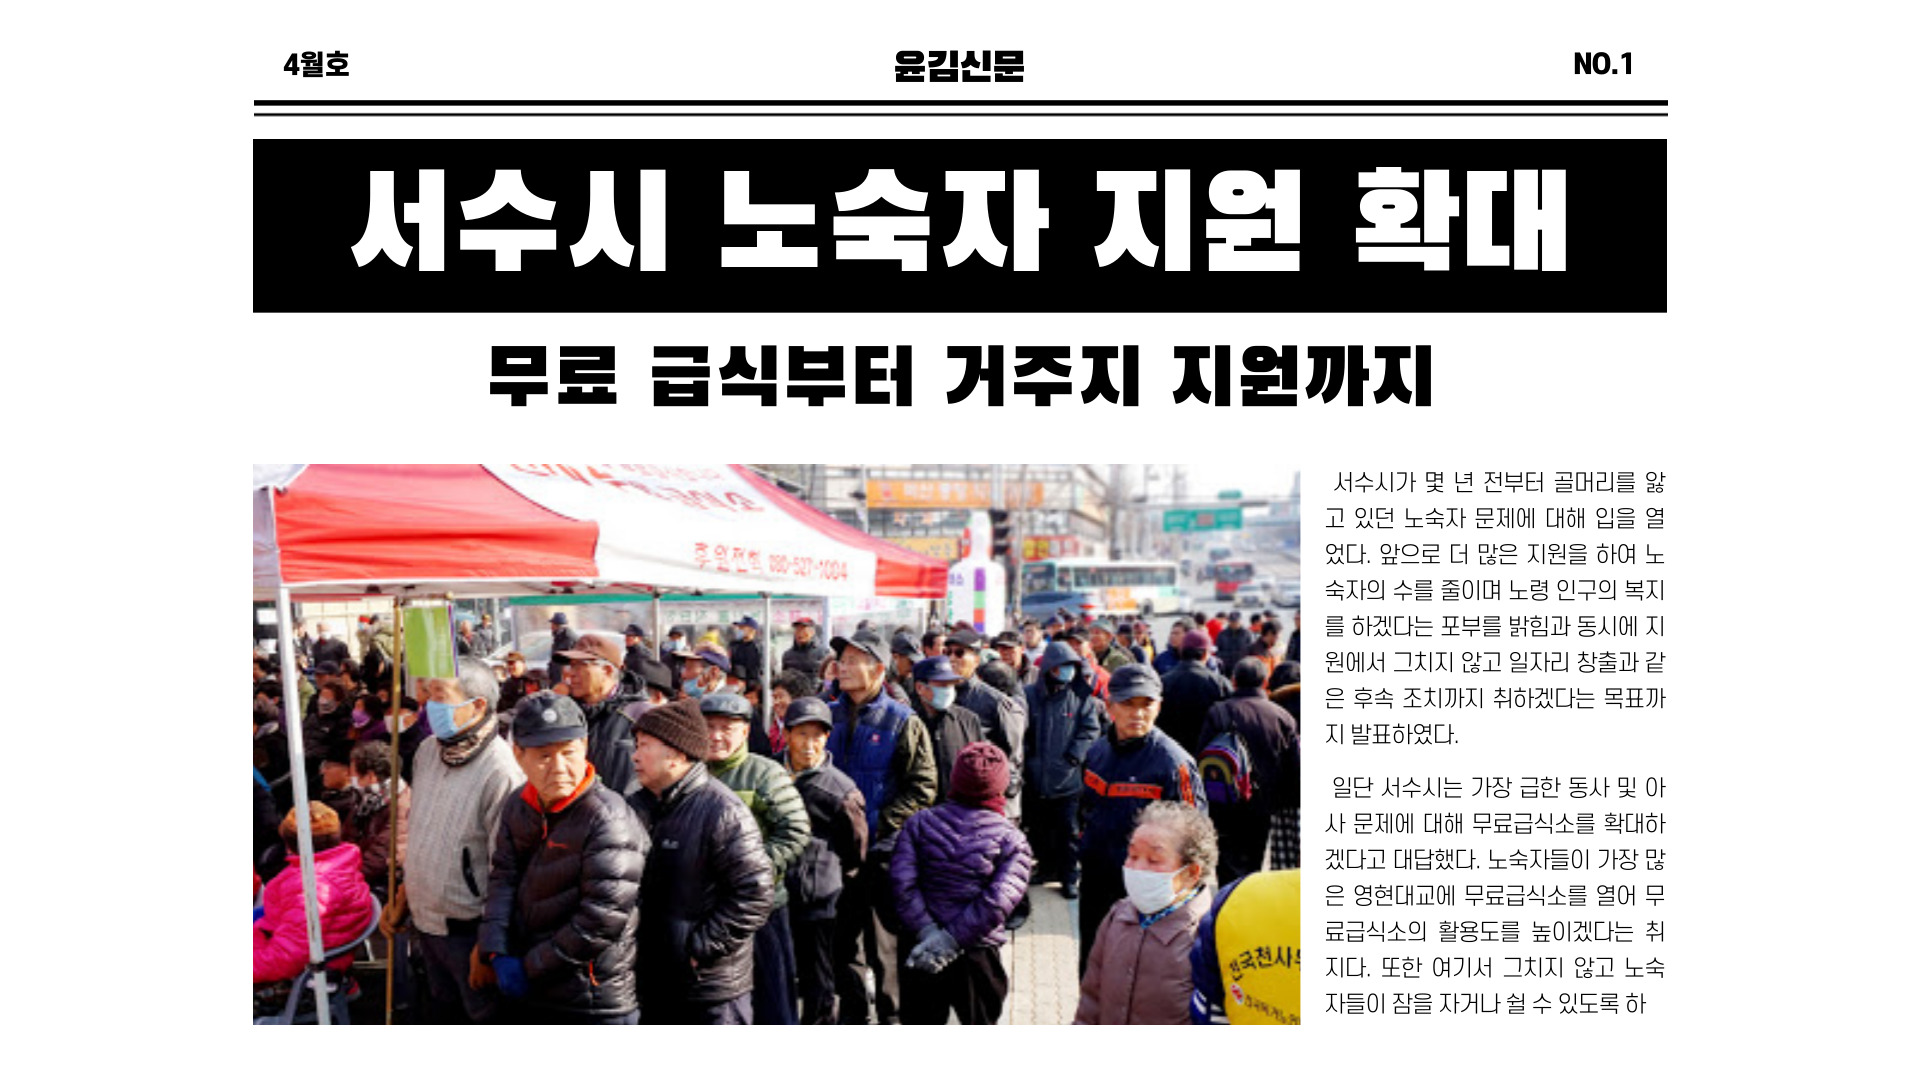 4월호
윤김신문
NO.1
서수시 노숙자 지원 확대
무료 급식부터 거주지 지원까지
후원전화 080-527-1004
서수시가 몇 년 전부터 골머리를 앓
고 있던 노숙자 문제에 대해 입을 열
었다. 앞으로 더 많은 지원을 하여 노
숙자의 수를 줄이며 노령 인구의 복지
를 하겠다는 포부를 밝힘과 동시에 지
원에서 그치지 않고 일자리 창출과 같
은 후속 조치까지 취하겠다는 목표까
지 발표하였다.
일단 서수시는 가장 급한 동사 및 아
사 문제에 대해 무료급식소를 확대하
겠다고 대답했다. 노숙자들이 가장 많
은 영현대교에 무료급식소를 열어 무
료급식소의 활용도를 높이겠다는 취
지다. 또한 여기서 그치지 않고 노숙
자들이 잠을 자거나 쉴 수 있도록 하